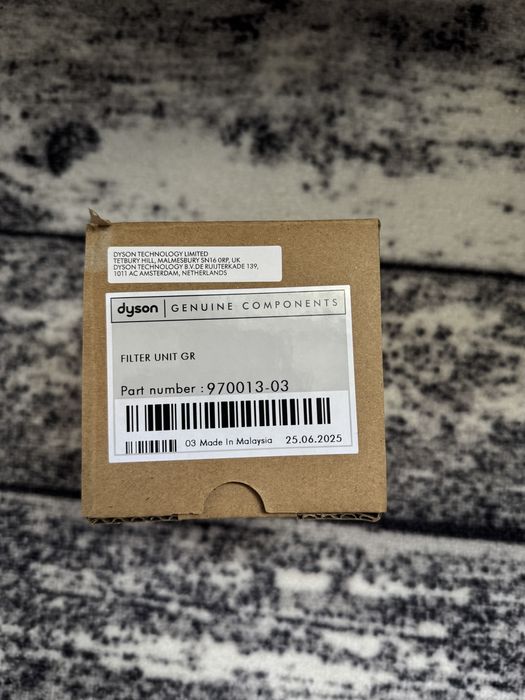 DYSON TECHNOLOGY LIMITED
TETBURY HILL, MALMESBURY SN16 0RP, UK
DYSON TECHNOLOGY B.V.DE RUIJTERKADE 139,
1011 AC AMSTERDAM, NETHERLANDS
dyson | GENUINE COMPONENTS
FILTER UNIT GR
Part number : 970013-03
03 Made In Malaysia 25.06.2025